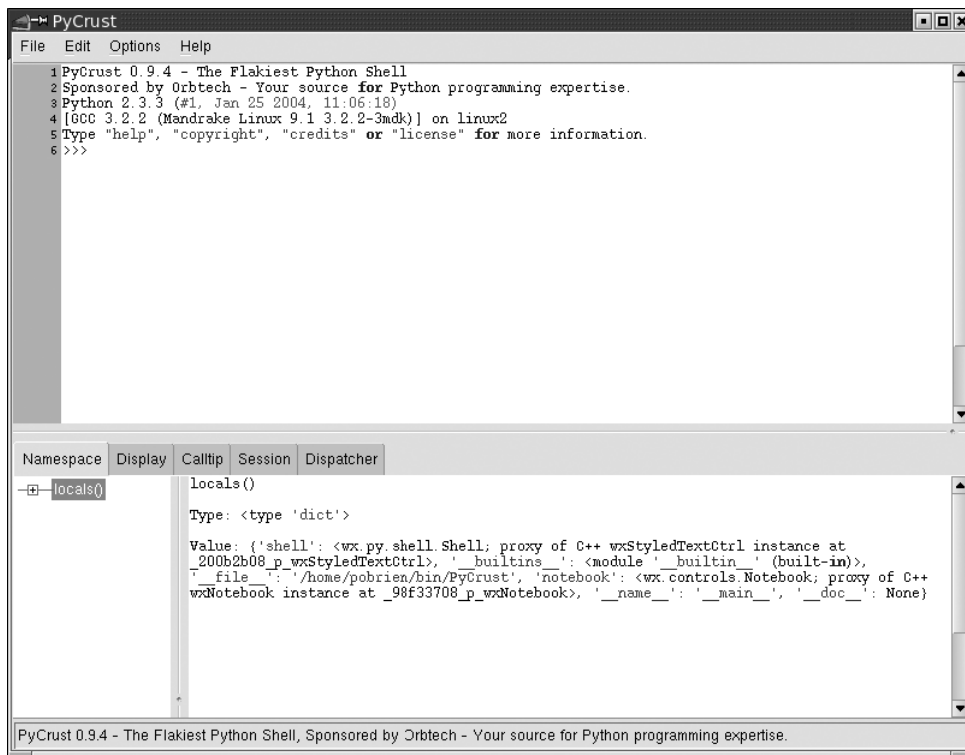 PyCrust
File Edit Options Help
1 PyCrust 0.9.4 - The Flakiest Python Shell
2 Sponsored by Orbtech - Your source for Python programming expertise.
3 Python 2.3.3 (#1, Jan 25 2004, 11:06:18)
4 [GCC 3.2.2 (Mandrake Linux 9.1 3.2.2-3mdk)] on linux2
5 Type "help", "copyright", "credits" or "license" for more information.
6 >>>
Namespace Display Calltip Session Dispatcher
locals()
locals()
Type: <type 'dict'>
Value: {'shell': <wx.py.shell.Shell; proxy of C++ wxStyledTextCtrl instance at
_200b2b08_p_wxStyledTextCtrl>, '__builtins__': <module '__builtin__' (built-in)>,
'__file__': '/home/pobrien/bin/PyCrust', 'notebook': <wx.controls.Notebook; proxy of C++
wxNotebook instance at _98f33708_p_wxNotebook>, '__name__': '__main__', '__doc__': None}
PyCrust 0.9.4 - The Flakiest Python Shell, Sponsored by Orbtech - Your source for Python programming expertise.